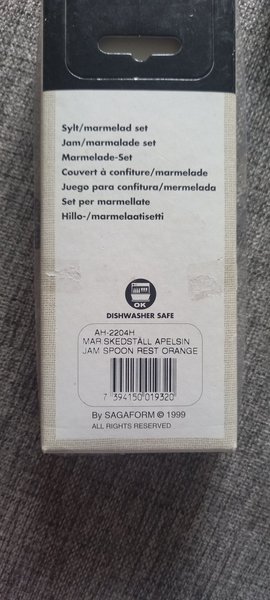 Sylt/marmelad set
Jam/marmalade set
Marmelade-Set
Couvert à confiture/marmelade
Juego para confitura/mermelada
Set per marmellate
Hillo-/marmelaatisetti
OK
DISHWASHER SAFE
AH-2204H
MAR.SKEDSTÄLL APELSIN
JAM SPOON REST ORANGE
7 394150 019320
By SAGAFORM © 1999
ALL RIGHTS RESERVED